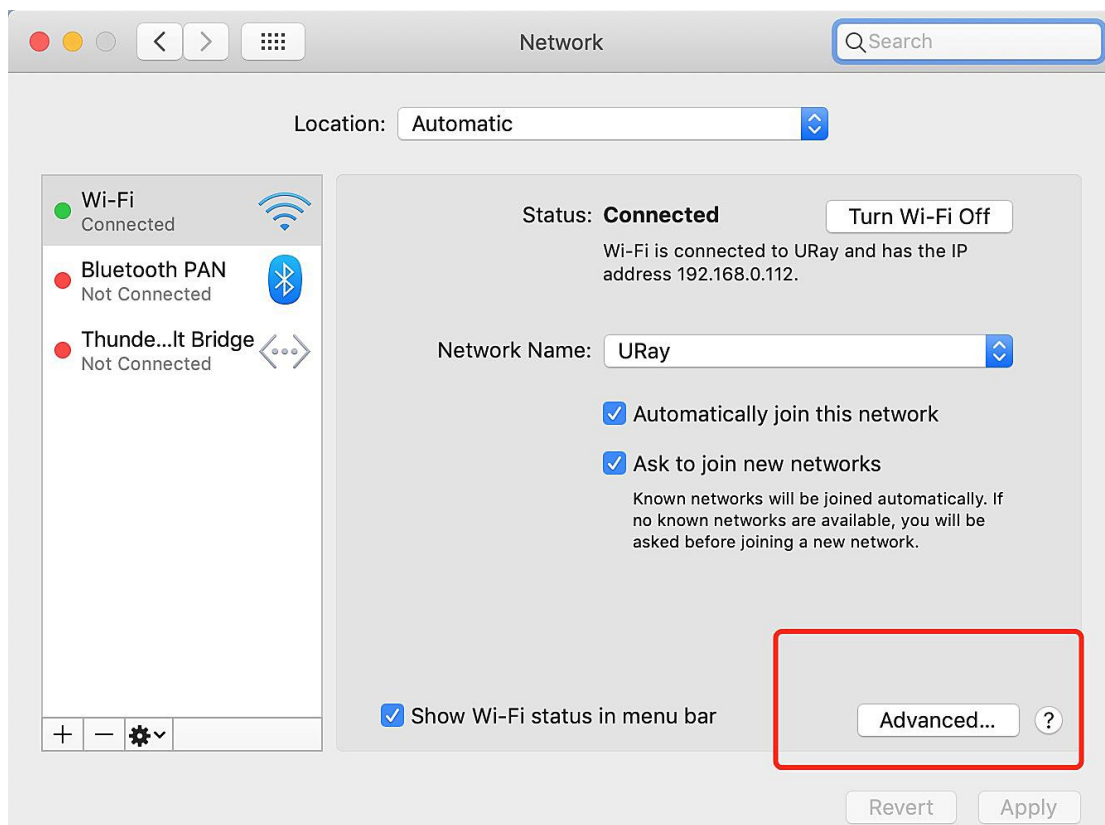 Network
Search
Location: Automatic
Wi-Fi
Connected
Bluetooth PAN
Not Connected
Thunde...lt Bridge
Not Connected
Status: Connected
Turn Wi-Fi Off
Wi-Fi is connected to URay and has the IP
address 192.168.0.112.
Network Name: URay
Automatically join this network
Ask to join new networks
Known networks will be joined automatically. If
no known networks are available, you will be
asked before joining a new network.
Show Wi-Fi status in menu bar
Advanced...
?
Revert
Apply